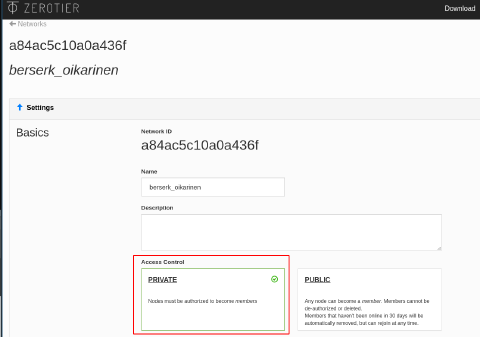 ZEROTIER
Download
Networks
a84ac5c10a0a436f
berserk_oikarinen
Settings
Basics
Network ID
a84ac5c10a0a436f
Name
berserk_oikarinen
Description
Access Control
PRIVATE
Nodes must be authorized to become members
PUBLIC
Any node can become a member. Members cannot be
de-authorized or deleted.
Members that haven't been online in 30 days will be
automatically removed, but can rejoin at any time.